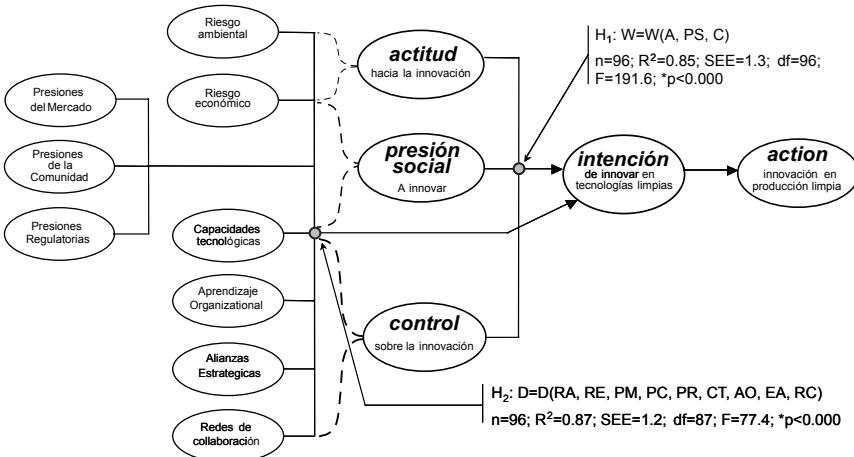 Riesgo
ambiental
Riesgo
económico
Presiones
del Mercado
Presiones
de la
Comunidad
Presiones
Regulatorias
Capacidades
tecnológicas
Aprendizaje
Organizational
Alianzas
Estrategicas
Redes de
colaboración
actitud
hacia la innovación
presión
social
A innovar
control
sobre la innovación
H₁: W=W(A, PS, C)
n=96; R²=0.85; SEE=1.3; df=96;
F=191.6; *p<0.000
intención
de innovar en
tecnologías limpias
action
innovación en
producción limpia
H₂: D=D(RA, RE, PM, PC, PR, CT, AO, EA, RC)
n=96; R²=0.87; SEE=1.2; df=87; F=77.4; *p<0.000